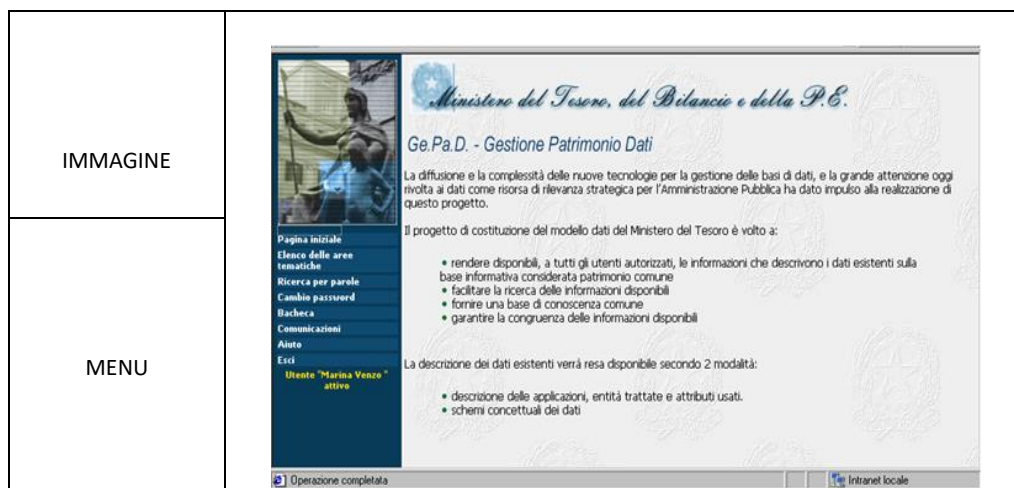 IMMAGINE
MENU
Ministero del Tesoro, del Bilancio e della P.E.
Ge.Pa.D. - Gestione Patrimonio Dati
La diffusione e la complessità delle nuove tecnologie per la gestione delle basi di dati, e la grande attenzione oggi
rivolta ai dati come risorsa di rilevanza strategica per l'Amministrazione Pubblica ha dato impulso alla realizzazione di
questo progetto.
Il progetto di costituzione del modello dati del Ministero del Tesoro è volto a:
• rendere disponibili, a tutti gli utenti autorizzati, le informazioni che descrivono i dati esistenti sulla
base informativa considerata patrimonio comune
• facilitare la ricerca delle informazioni disponibili
• fornire una base di conoscenza comune
• garantire la congruenza delle informazioni disponibili
La descrizione dei dati esistenti verrà resa disponibile secondo 2 modalità:
• descrizione delle applicazioni, entità trattate e attributi usati.
• schemi concettuali dei dati
Pagina iniziale
Elenco delle aree
tematiche
Ricerca per parole
Cambio password
Bacheca
Comunicazioni
Aiuto
Esci
Utente "Marina Venzo "
attivo
Operazione completata
Intranet locale